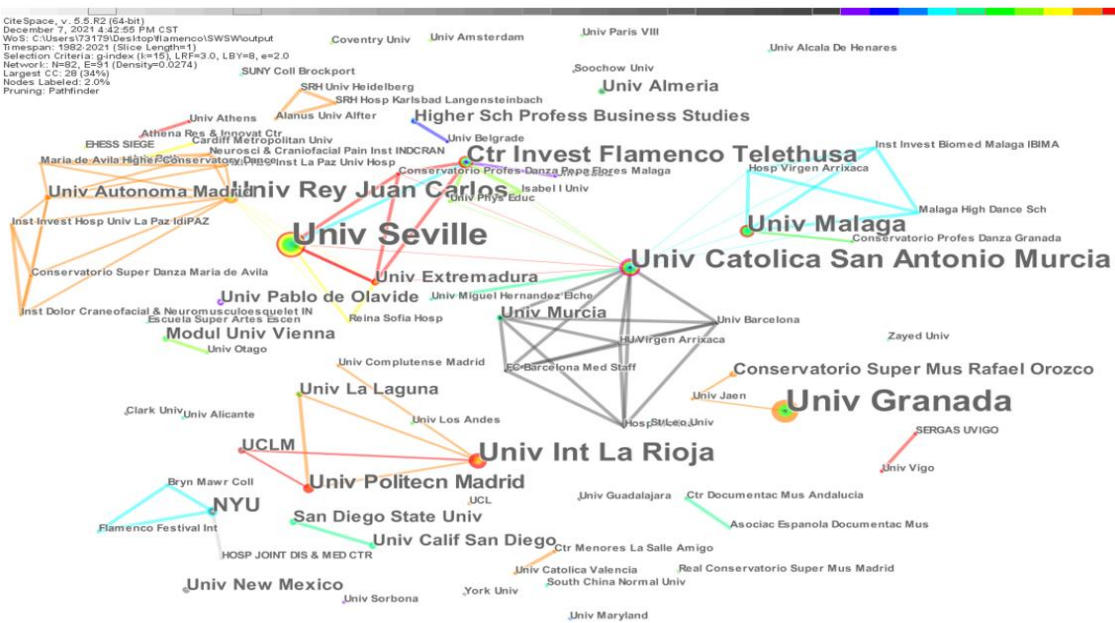 CiteSpace, v. 5.5.R2 (64-bit)
December 7, 2021 4:42:55 PM CST
WoS: C:\Users\73179\Desktop\flamenco\SWSW\output
Timespan: 1982-2021 (Slice Length=1)
Selection Criteria: g-index (k=15), LRF=3.0, LBY=8, e=2.0
Network: N=82, E=91 (Density=0.0274)
Largest CC: 28 (34%)
Nodes Labeled: 2.0%
Pruning: Pathfinder
Coventry Univ
Univ Amsterdam
Univ Paris VIII
Univ Alcala De Henares
SUNY Coll Brockport
Soochow Univ
Univ Almeria
SRH Univ Heidelberg
SRH Hosp Karlsbad Langensteinbach
Alanus Univ Alfter
Univ Athens
Higher Sch Profess Business Studies
Athena Res & Innovat Ctr
Univ Belgrade
EHESS SIEGE
Cardiff Metropolitan Univ
Neurosci & Craniofacial Pain Inst INDCRAN
Inst Invest Biomed Malaga IBIMA
Ctr Invest Flamenco Telethusa
Maria de Avila Higher Conservatory Dance
Inst La Paz Univ Hosp
Conservatorio Profes Danza Pepa Flores Malaga
Hosp Virgen Arrixaca
Univ Autonoma Madrid
Univ Rey Juan Carlos
Isabel I Univ
Univ Phys Educ
Malaga High Dance Sch
Inst Invest Hosp Univ La Paz IdiPAZ
Univ Malaga
Univ Seville
Conservatorio Profes Danza Granada
Univ Catolica San Antonio Murcia
Conservatorio Super Danza Maria de Avila
Univ Extremadura
Univ Pablo de Olavide
Univ Miguel Hernandez Elche
Inst Dolor Craneofacial & Neuromusculoesquelet IN
Escuela Super Artes Escen
Reina Sofia Hosp
Univ Murcia
Univ Barcelona
Modul Univ Vienna
Univ Otago
HU Virgen Arrixaca
Zayed Univ
Univ Complutense Madrid
FC Barcelona Med Staff
Conservatorio Super Mus Rafael Orozco
Univ La Laguna
Univ Jaen
Univ Granada
Clark Univ
Univ Alicante
Univ Los Andes
Hosp
St Leo Univ
SERGAS UVIGO
UCLM
Univ Int La Rioja
Univ Vigo
Bryn Mawr Coll
Univ Politecn Madrid
NYU
UCL
Univ Guadalajara
Ctr Documentac Mus Andalucia
San Diego State Univ
Flamenco Festival Int
Asociac Espanola Documentac Mus
Univ Calif San Diego
HOSP JOINT DIS & MED CTR
Ctr Menores La Salle Amigo
Univ Catolica Valencia
Real Conservatorio Super Mus Madrid
Univ New Mexico
South China Normal Univ
York Univ
Univ Sorbona
Univ Maryland